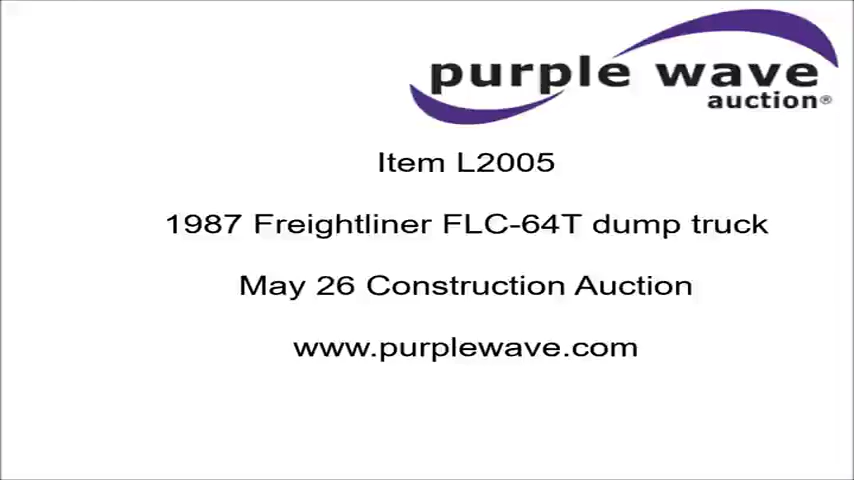 purple wave
auction®
Item L2005
1987 Freightliner FLC-64T dump truck
May 26 Construction Auction
www.purplewave.com